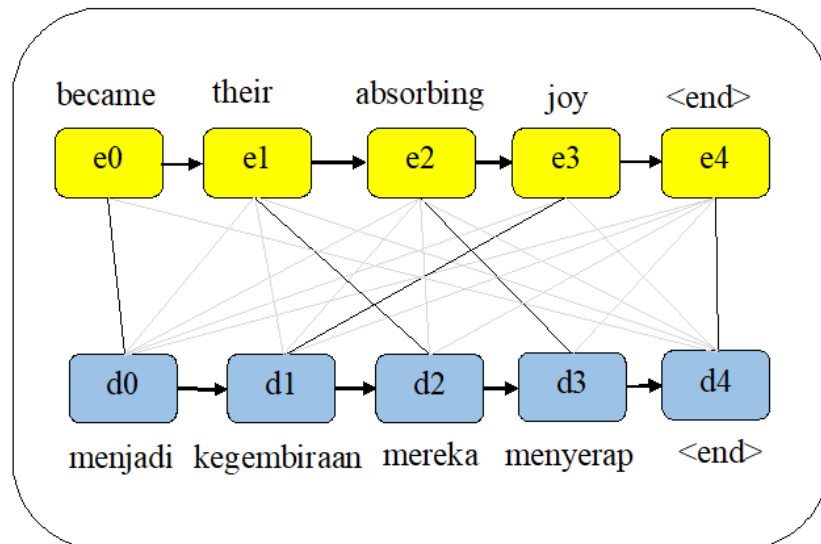 became their absorbing joy <end>
e0 e1 e2 e3 e4
d0 d1 d2 d3 d4
menjadi kegembiraan mereka menyerap <end>